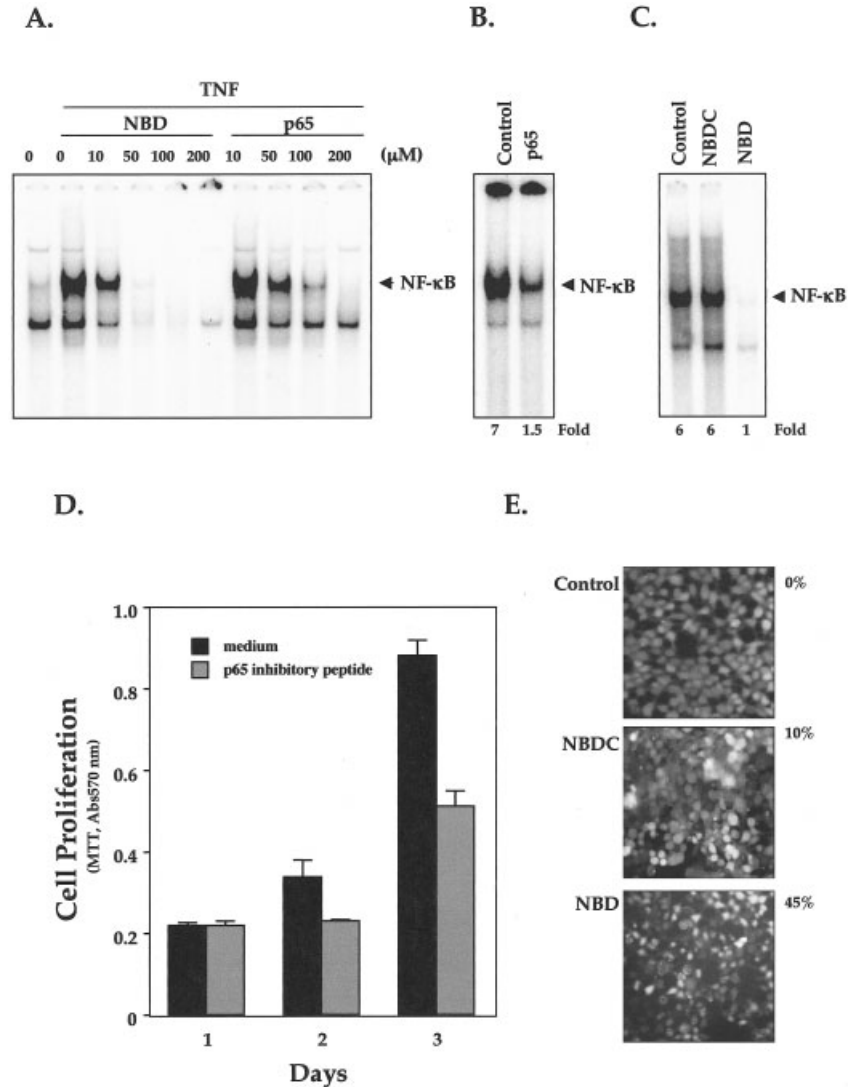 A.
TNF
NBD p65
0 0 10 50 100 200 10 50 100 200 (μM)
NF-κB
B.
Control p65
NF-κB
7 1.5 Fold
C.
Control NBDC NBD
NF-κB
6 6 1 Fold
D.
Cell Proliferation
(MTT, Abs570 nm)
1.0
0.8
0.6
0.4
0.2
0
medium
p65 inhibitory peptide
1 2 3
Days
E.
Control 0%
NBDC 10%
NBD 45%